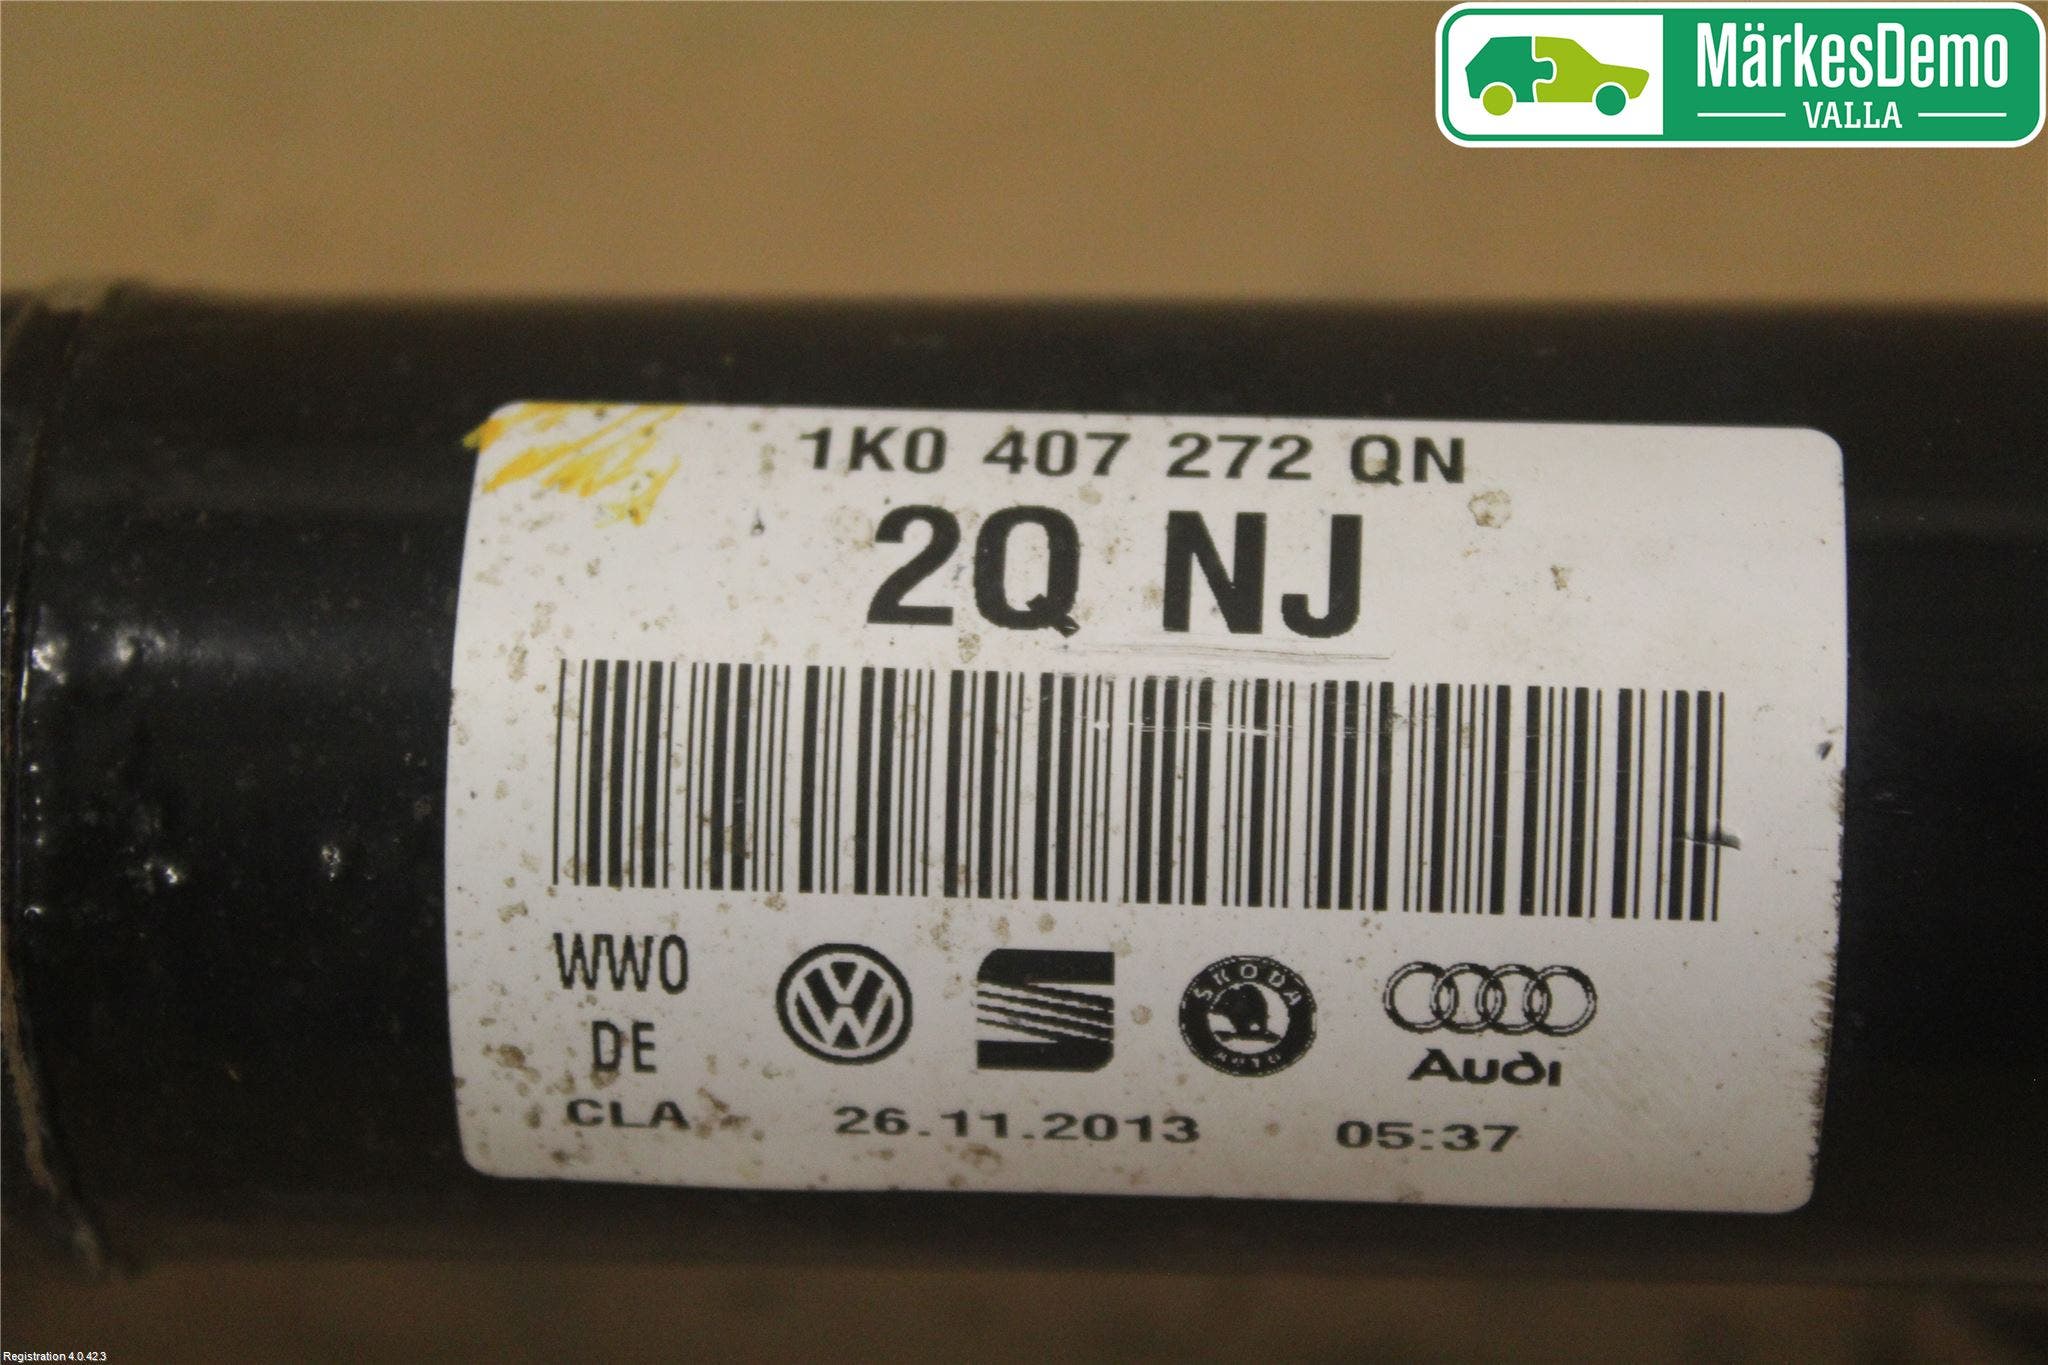 MärkesDemo
VALLA
1K0 407 272 QN
2Q NJ
WW0
DE
CLA
SKODA
AUTO
Audi
26.11.2013 05:37
Registration 4.0.42.3